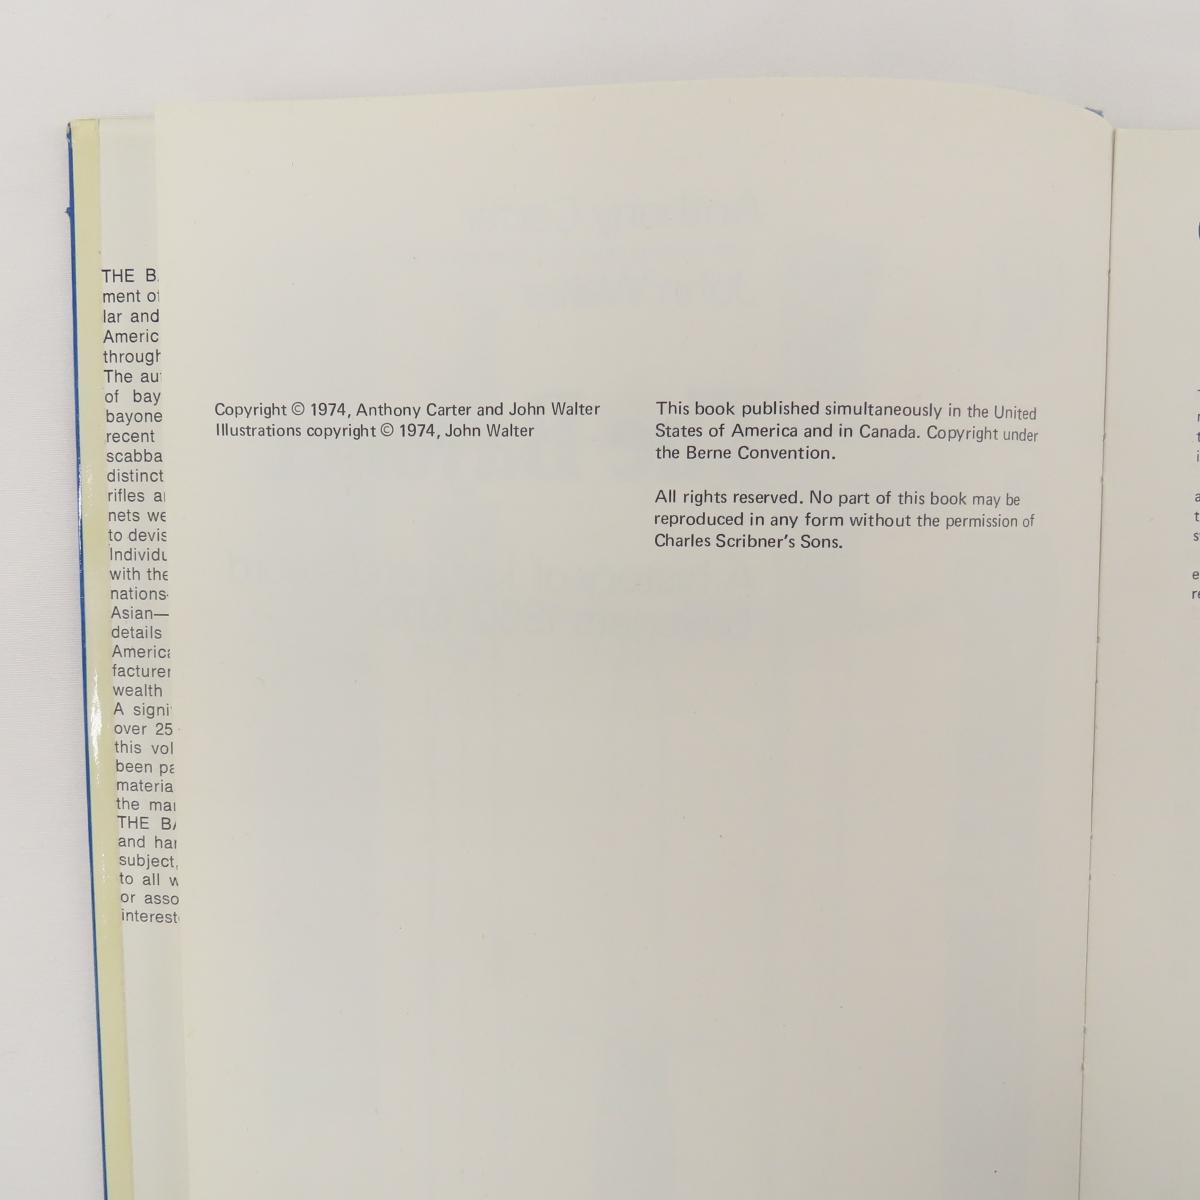 THE B
ment of
lar and
Americ
through
The au
of bay
bayone
recent
scabba
distinct
rifles a
nets we
to devis
Individu
with the
nations-
Asian—
details
America
facturer
wealth
A signi
over 25
this vol
been pa
materia
the mar
THE BA
and har
subject,
to all w
or asso
interest
Copyright © 1974, Anthony Carter and John Walter
Illustrations copyright © 1974, John Walter
This book published simultaneously in the United
States of America and in Canada. Copyright under
the Berne Convention.
All rights reserved. No part of this book may be
reproduced in any form without the permission of
Charles Scribner's Sons.